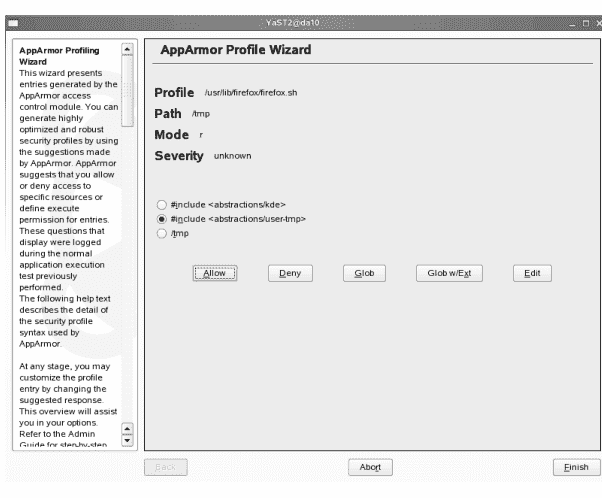 YaST2@da10
AppArmor Profiling
Wizard
This wizard presents
entries generated by the
AppArmor access
control module. You can
generate highly
optimized and robust
security profiles by using
the suggestions made
by AppArmor. AppArmor
suggests that you allow
or deny access to
specific resources or
define execute
permission for entries.
These questions that
display were logged
during the normal
application execution
test previously
performed.
The following help text
describes the detail of
the security profile
syntax used by
AppArmor.
At any stage, you may
customize the profile
entry by changing the
suggested response.
This overview will assist
you in your options.
Refer to the Admin
Guide for step-by-step
AppArmor Profile Wizard
Profile /usr/lib/firefox/firefox.sh
Path /tmp
Mode r
Severity unknown
#include <abstractions/kde>
#include <abstractions/user-tmp>
/tmp
Allow Deny Glob Glob w/Ext Edit
Back Abort Finish